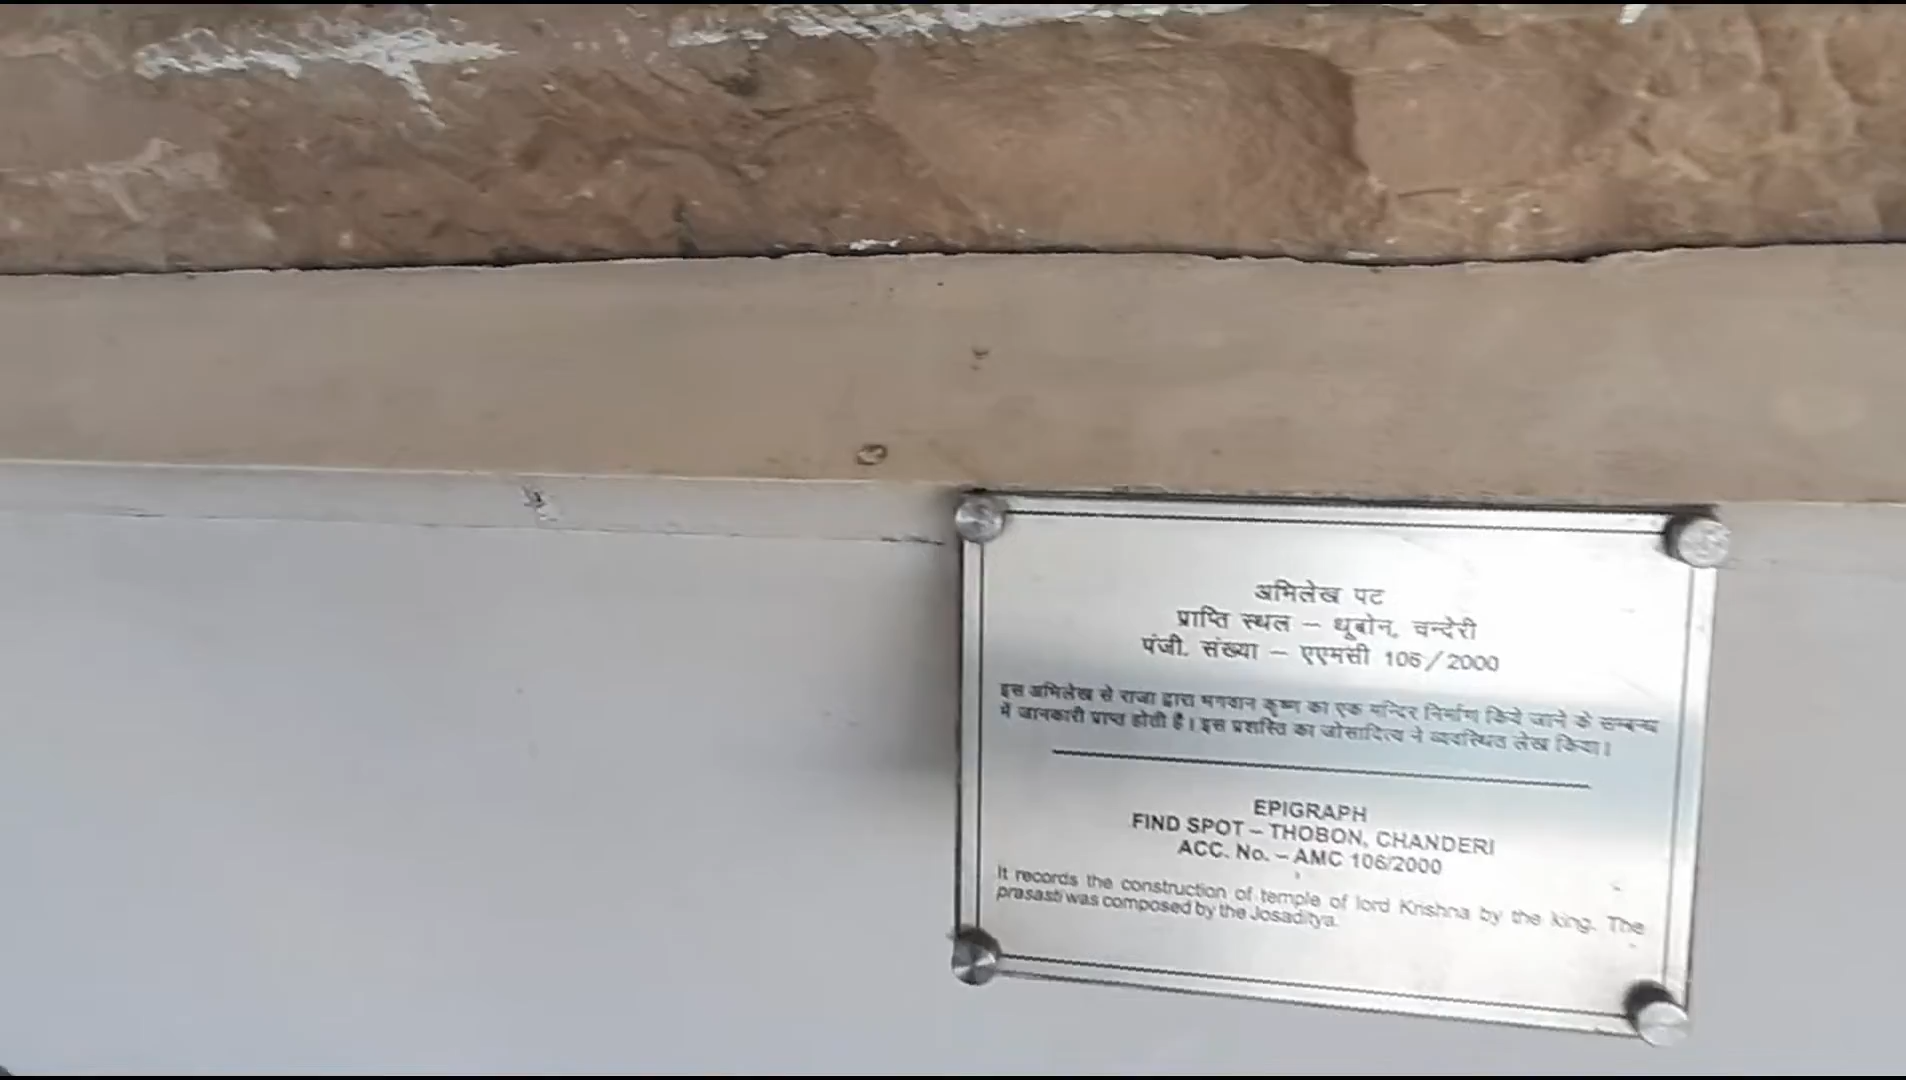 अभिलेख पट
प्राप्ति स्थल – थूबोन, चन्देरी
पंजी. संख्या – एएमसी 106/2000
इस अभिलेख से राजा द्वारा भगवान कृष्ण का एक मन्दिर निर्माण किये जाने के सम्बन्ध
में जानकारी प्राप्त होती है। इस प्रशस्ति का जोसादित्य ने व्यवस्थित लेख किया।
EPIGRAPH
FIND SPOT – THOBON, CHANDERI
ACC. No. – AMC 106/2000
It records the construction of temple of lord Krishna by the king. The
prasasti was composed by the Josaditya.